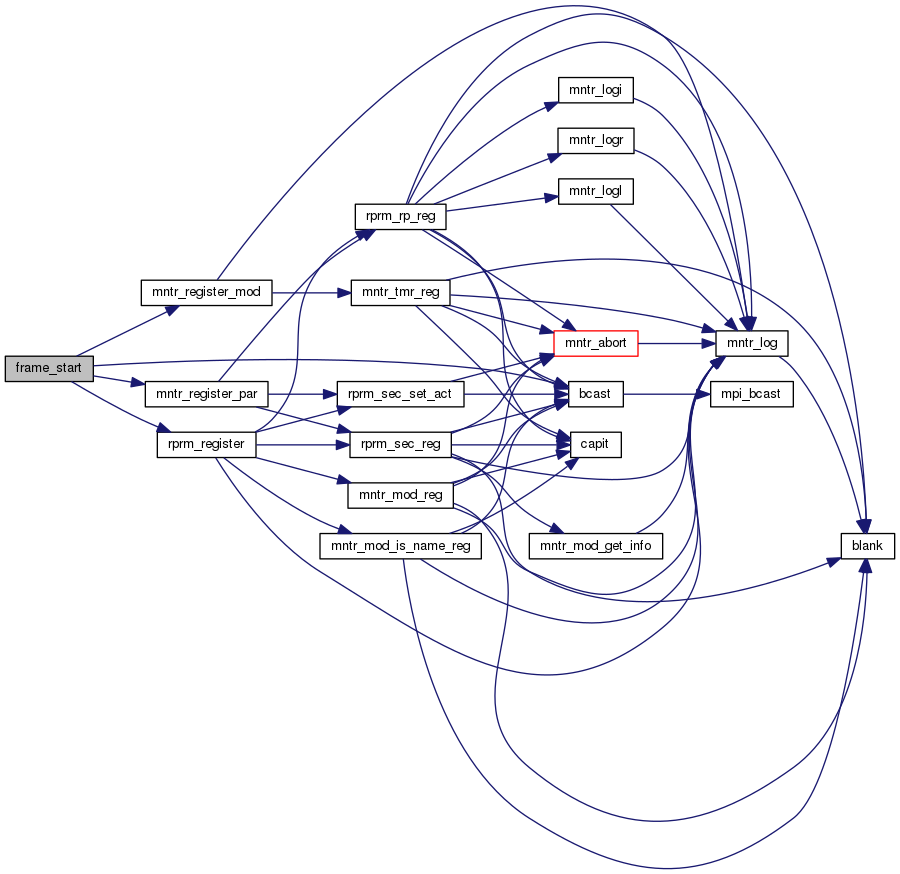 mntr_logi
mntr_logr
mntr_logl
rprm_rp_reg
mntr_register_mod
mntr_tmr_reg
mntr_abort
mntr_log
frame_start
mntr_register_par
rprm_sec_set_act
bcast
mpi_bcast
rprm_register
rprm_sec_reg
capit
mntr_mod_reg
mntr_mod_is_name_reg
mntr_mod_get_info
blank